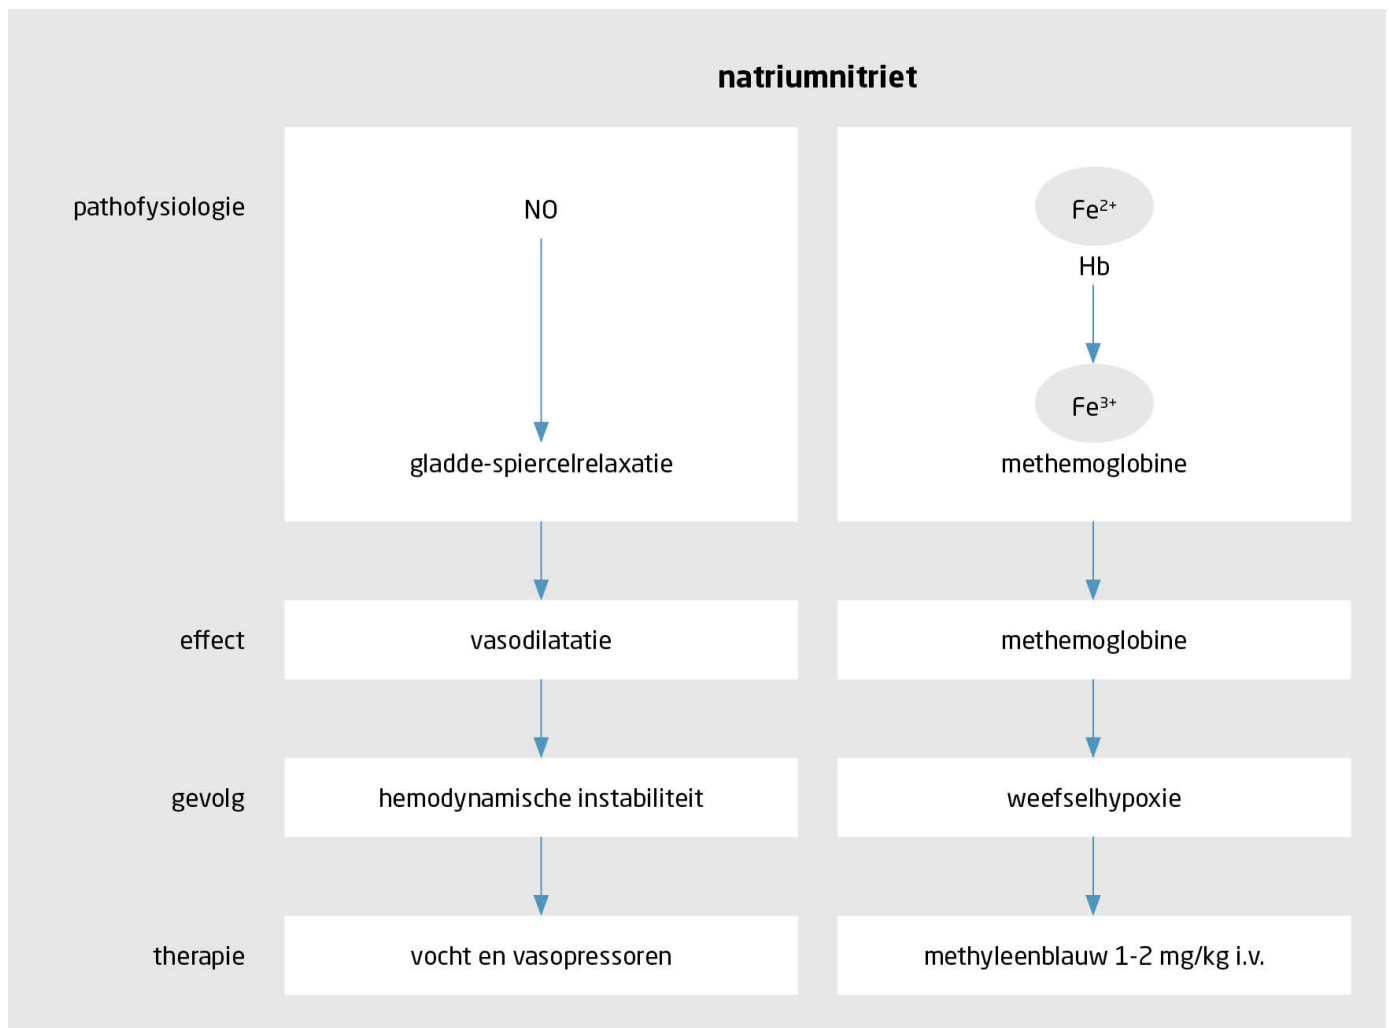 natriumnitriet
pathofysiologie
NO
gladde-spiercelrelaxatie
Fe²⁺
Hb
Fe³⁺
methemoglobine
effect
vasodilatatie
methemoglobine
gevolg
hemodynamische instabiliteit
weefselhypoxie
therapie
vocht en vasopressoren
methyleenblauw 1-2 mg/kg i.v.